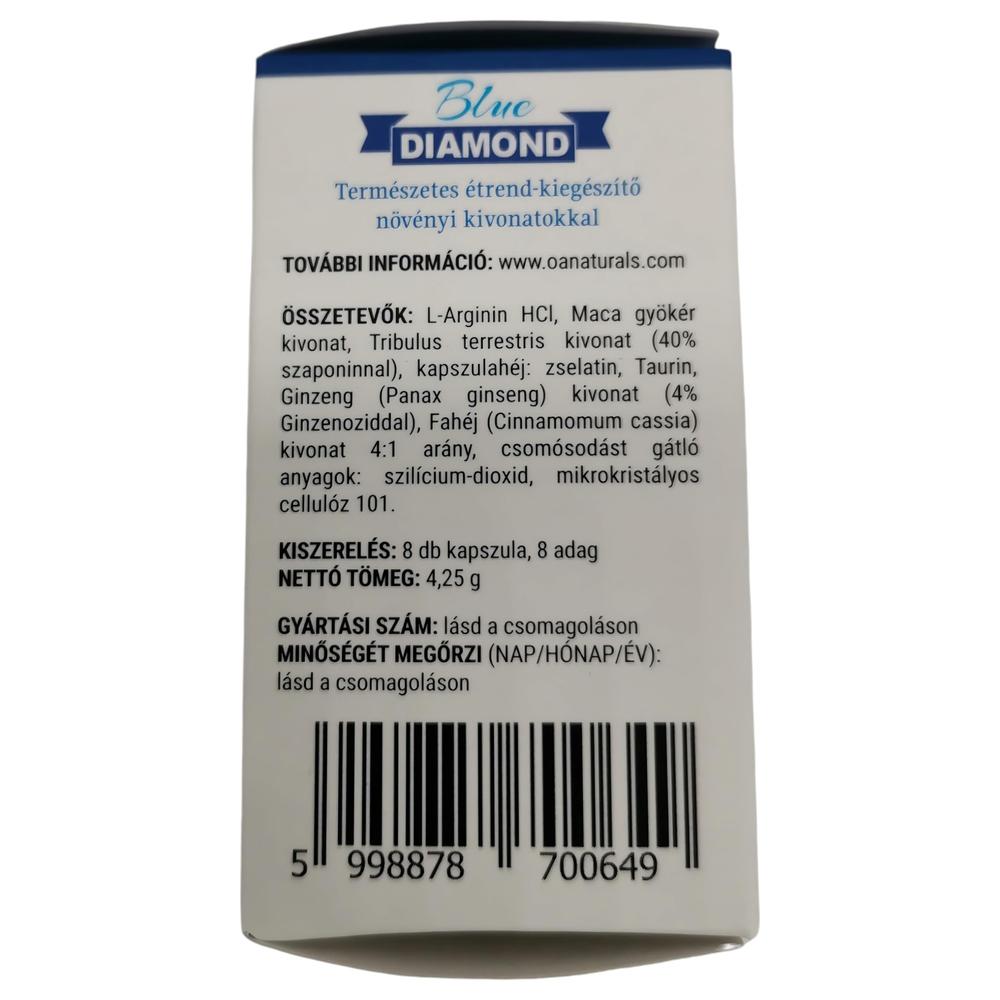 Blue
DIAMOND
Természetes étrend-kiegészítő
növényi kivonatokkal
TOVÁBBI INFORMÁCIÓ: www.oanaturals.com
ÖSSZETEVŐK: L-Arginin HCl, Maca gyökér
kivonat, Tribulus terrestris kivonat (40%
szaponinnal), kapszulahéj: zselatin, Taurin,
Ginzeng (Panax ginseng) kivonat (4%
Ginzenoziddal), Fahéj (Cinnamomum cassia)
kivonat 4:1 arány, csomósodást gátló
anyagok: szilícium-dioxid, mikrokristályos
cellulóz 101.
KISZERELÉS: 8 db kapszula, 8 adag
NETTÓ TÖMEG: 4,25 g
GYÁRTÁSI SZÁM: lásd a csomagoláson
MINŐSÉGÉT MEGŐRZI (NAP/HÓNAP/ÉV):
lásd a csomagoláson
5 998878 700649